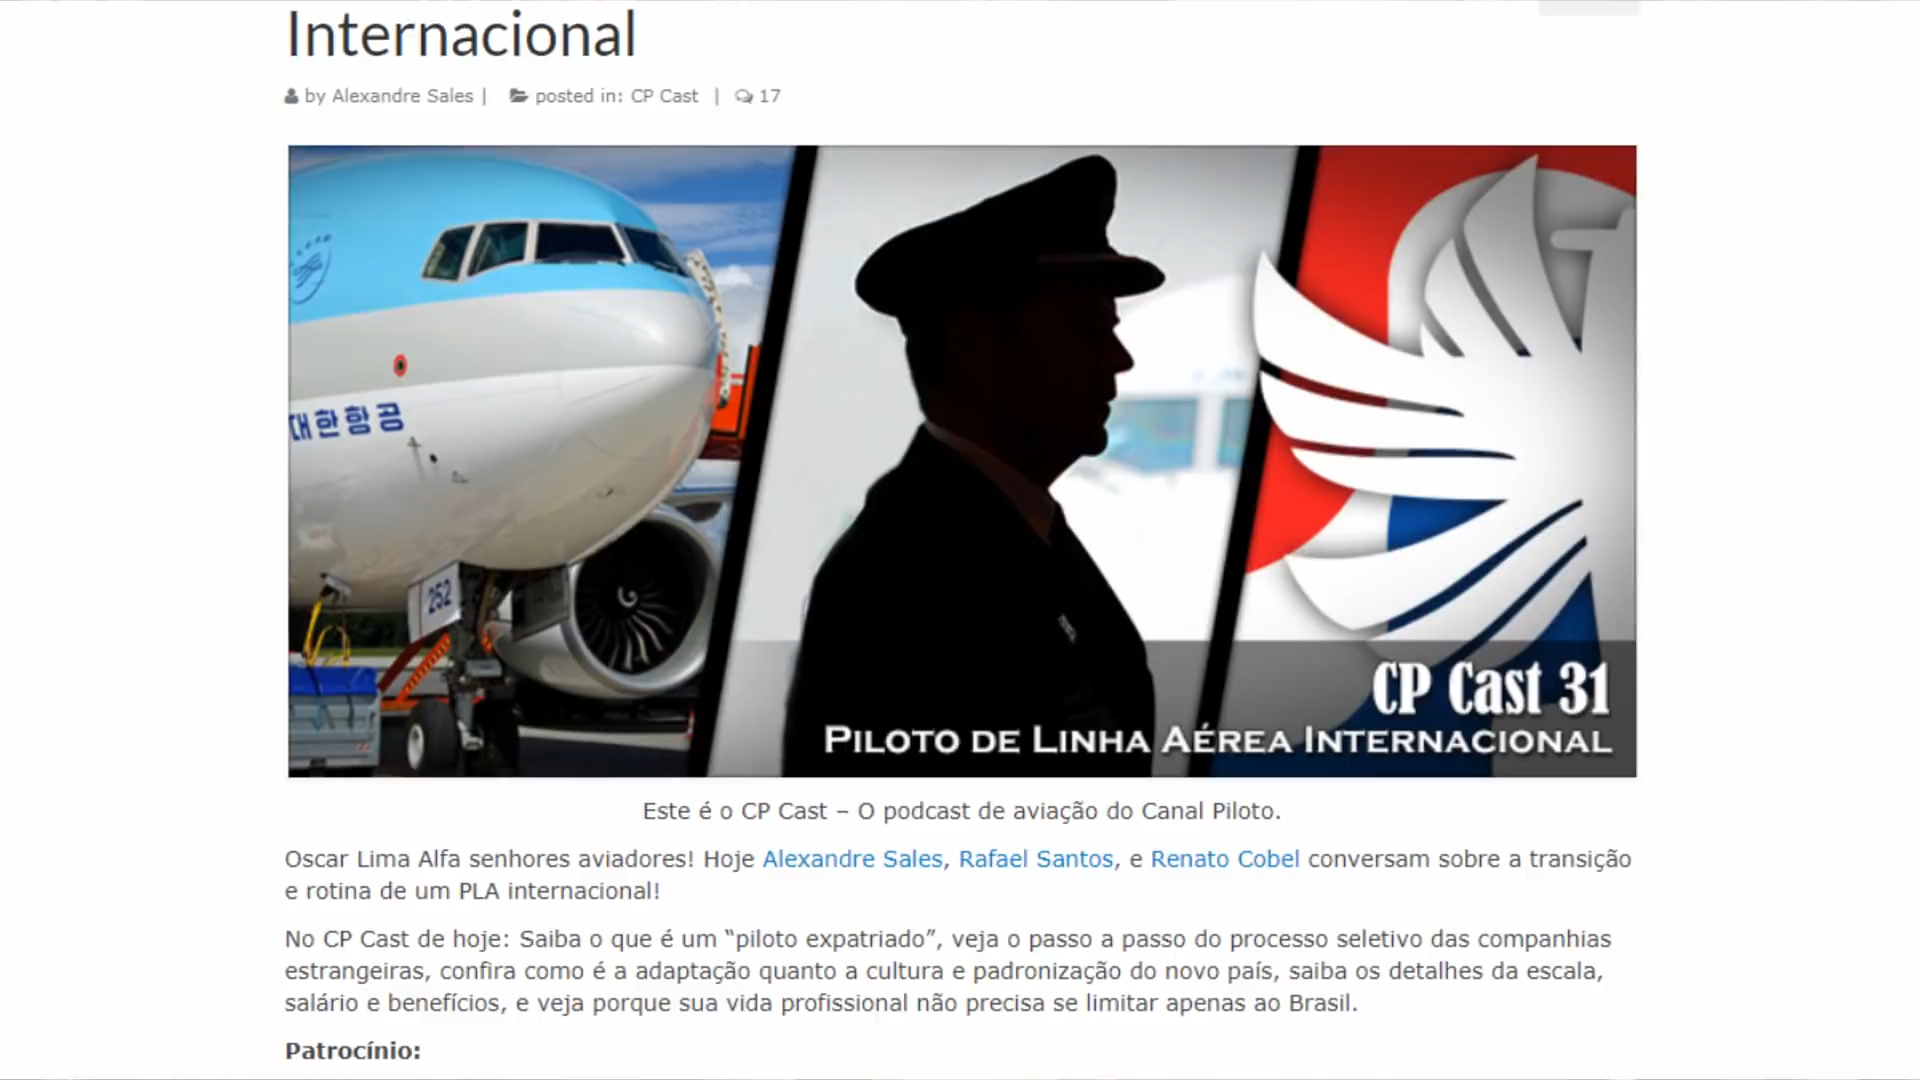 Internacional
by Alexandre Sales | posted in: CP Cast | 17
대한항공
252
CP Cast 31
Piloto de Linha Aérea Internacional
Este é o CP Cast – O podcast de aviação do Canal Piloto.
Oscar Lima Alfa senhores aviadores! Hoje Alexandre Sales, Rafael Santos, e Renato Cobel conversam sobre a transição
e rotina de um PLA internacional!
No CP Cast de hoje: Saiba o que é um “piloto expatriado”, veja o passo a passo do processo seletivo das companhias
estrangeiras, confira como é a adaptação quanto a cultura e padronização do novo país, saiba os detalhes da escala,
salário e benefícios, e veja porque sua vida profissional não precisa se limitar apenas ao Brasil.
Patrocínio: